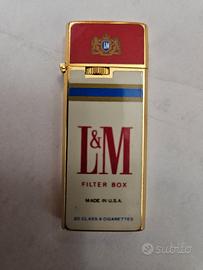 LM
L&M
FILTER BOX
MADE IN U.S.A.
20 CLASS A CIGARETTES
subito